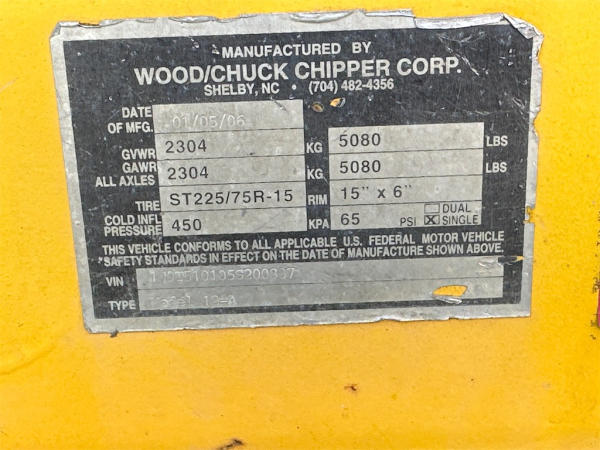 MANUFACTURED BY
WOOD/CHUCK CHIPPER CORP.
SHELBY, NC • (704) 482-4356
DATE OF MFG. 01/05/06
GVWR 2304 KG 5080 LBS
GAWR ALL AXLES 2304 KG 5080 LBS
TIRE ST225/75R-15 RIM 15" x 6"
COLD INFL. PRESSURE 450 KPA 65 PSI ☐ DUAL ☒ SINGLE
THIS VEHICLE CONFORMS TO ALL APPLICABLE U.S. FEDERAL MOTOR VEHICLE
*SAFETY STANDARDS IN EFFECT ON THE DATE OF MANUFACTURE SHOWN ABOVE.
VIN
TYPE